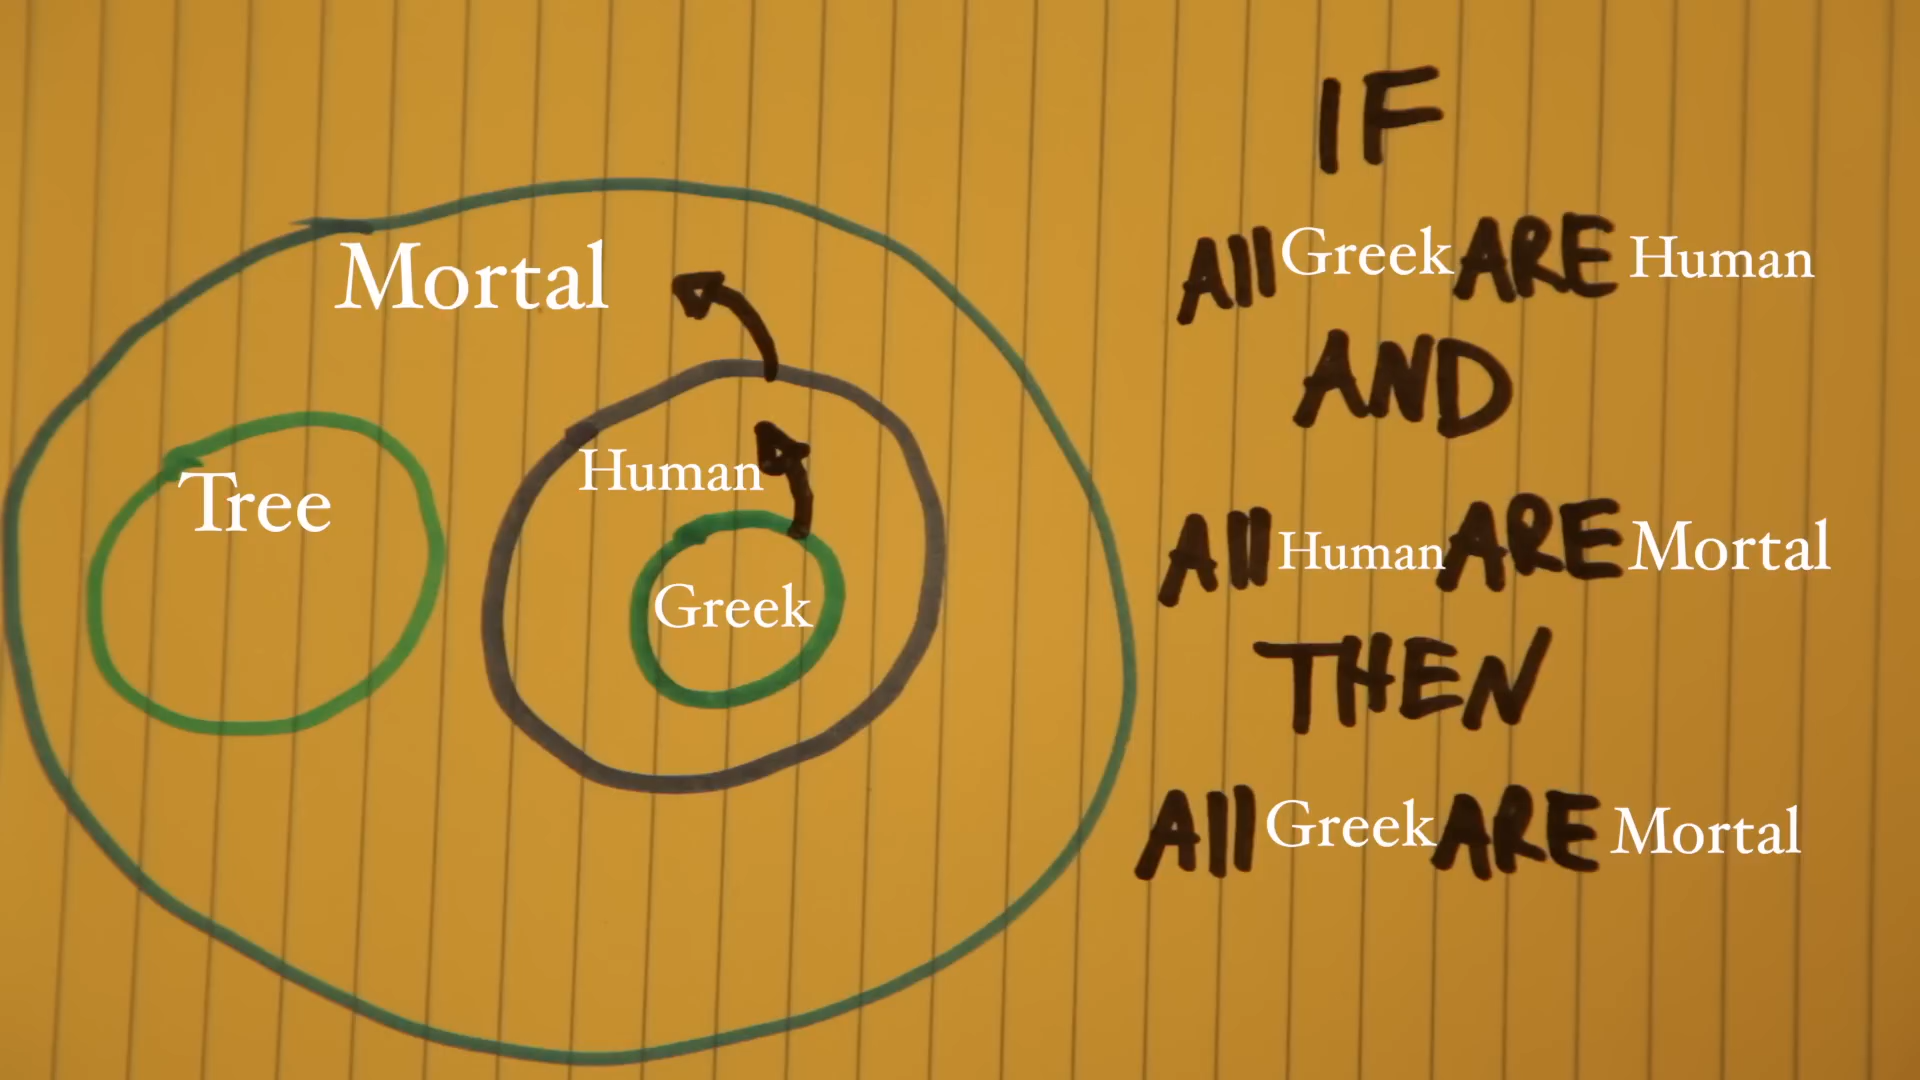 Mortal
Tree
Human
Greek
IF
All Greek ARE Human
AND
All Human ARE Mortal
THEN
All Greek ARE Mortal